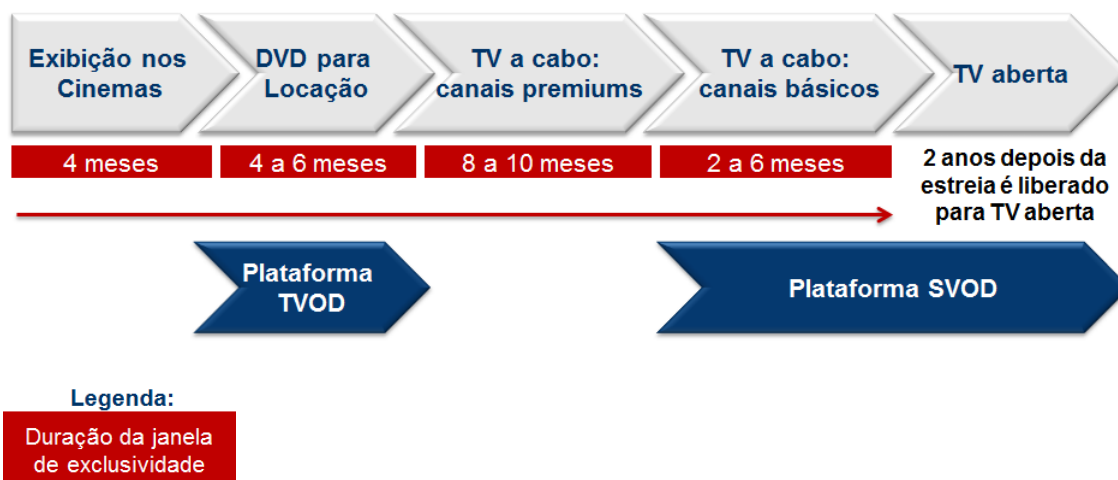 Exibição nos
Cinemas
DVD para
Locação
TV a cabo:
canais premiums
TV a cabo:
canais básicos
TV aberta
4 meses
4 a 6 meses
8 a 10 meses
2 a 6 meses
2 anos depois da
estreia é liberado
para TV aberta
Plataforma
TVOD
Plataforma SVOD
Legenda:
Duração da janela
de exclusividade